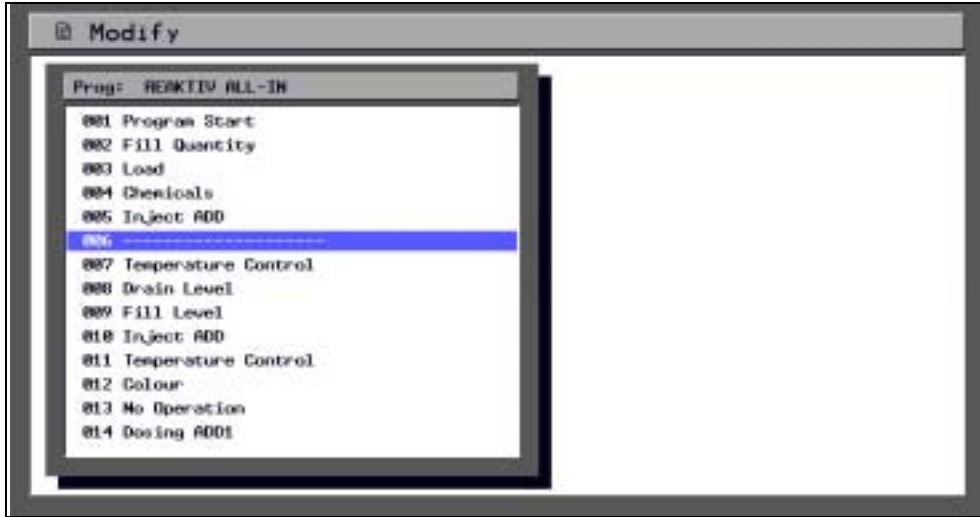 Modify
Prog: REAKTIV ALL-IN
001 Program Start
002 Fill Quantity
003 Load
004 Chemicals
005 Inject ADD
006 --------------------
007 Temperature Control
008 Drain Level
009 Fill Level
010 Inject ADD
011 Temperature Control
012 Colour
013 No Operation
014 Dosing ADD1